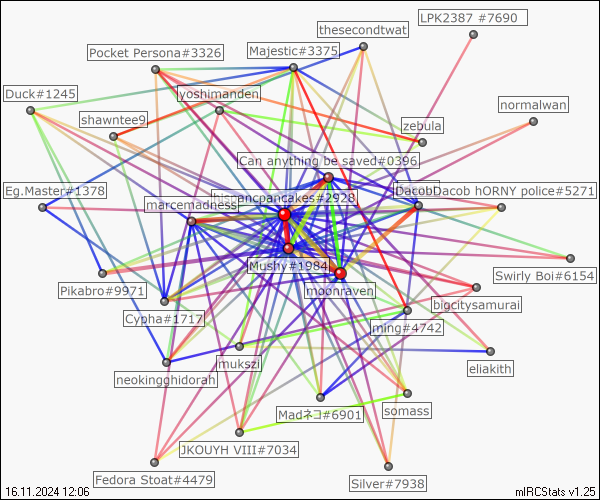 LPK2387 #7690
thesecondtwat
Pocket Persona#3326
Majestic#3375
Duck#1245
yoshimanden
normalwan
shawntee9
zebula
Can anything be saved#0396
Eg.Master#1378
DacobDacob hORNY police#5271
hispancpancakes#2928
marcemadness
Mushy#1984
Swirly Boi#6154
Pikabro#9971
moonraven
bigcitysamurai
Cypha#1717
ming#4742
mukszi
eliakith
neokingghidorah
Madネコ#6901
somass
JKOUYH VIII#7034
Fedora Stoat#4479
Silver#7938
16.11.2024 12:06
mIRCStats v1.25